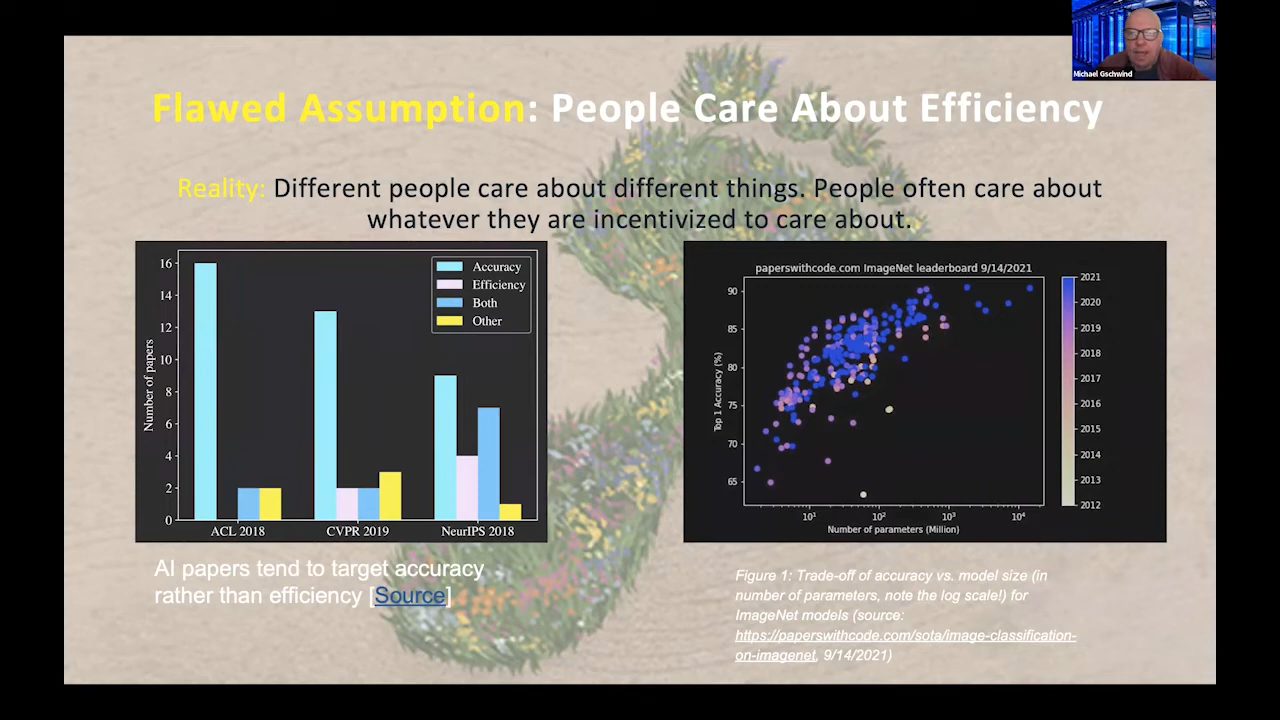 Michael Gschwind
Flawed Assumption: People Care About Efficiency
Reality: Different people care about different things. People often care about
whatever they are incentivized to care about.
Number of papers
16
14
12
10
8
6
4
2
0
Accuracy
Efficiency
Both
Other
ACL 2018
CVPR 2019
NeurIPS 2018
AI papers tend to target accuracy
rather than efficiency [Source]
paperswithcode.com ImageNet leaderboard 9/14/2021
Top 1 Accuracy (%)
90
85
80
75
70
65
10¹
10²
10³
10⁴
Number of parameters (Million)
2021
2020
2019
2018
2017
2016
2015
2014
2013
2012
Figure 1: Trade-off of accuracy vs. model size (in
number of parameters, note the log scale!) for
ImageNet models (source:
https://paperswithcode.com/sota/image-classification-
on-imagenet, 9/14/2021)